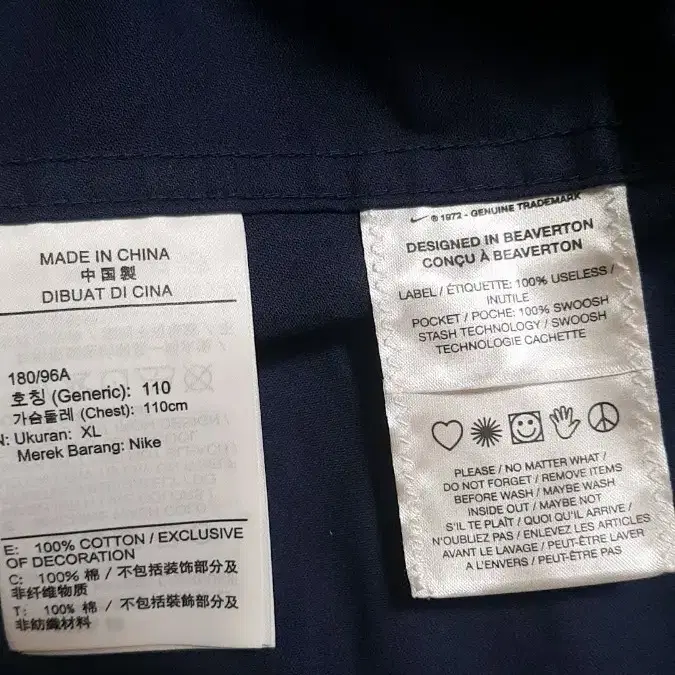 MADE IN CHINA
中国製
DIBUAT DI CINA
180/96A
호칭 (Generic): 110
가슴둘레 (Chest): 110cm
N: Ukuran: XL
Merek Barang: Nike
E: 100% COTTON / EXCLUSIVE
OF DECORATION
C: 100% 棉 / 不包括装饰部分及
非纤维物质
T: 100% 棉 / 不包括裝飾部分及
非紡織材料
® 1972 - GENUINE TRADEMARK
DESIGNED IN BEAVERTON
CONÇU À BEAVERTON
LABEL / ÉTIQUETTE: 100% USELESS /
INUTILE
POCKET / POCHE: 100% SWOOSH
STASH TECHNOLOGY / SWOOSH
TECHNOLOGIE CACHETTE
PLEASE / NO MATTER WHAT /
DO NOT FORGET / REMOVE ITEMS
BEFORE WASH / MAYBE WASH
INSIDE OUT / MAYBE NOT
S'IL TE PLAÎT / QUOI QU'IL ARRIVE /
N'OUBLIEZ PAS / ENLEVEZ LES ARTICLES
AVANT LE LAVAGE / PEUT-ÊTRE LAVER
A L'ENVERS / PEUT-ÊTRE PAS